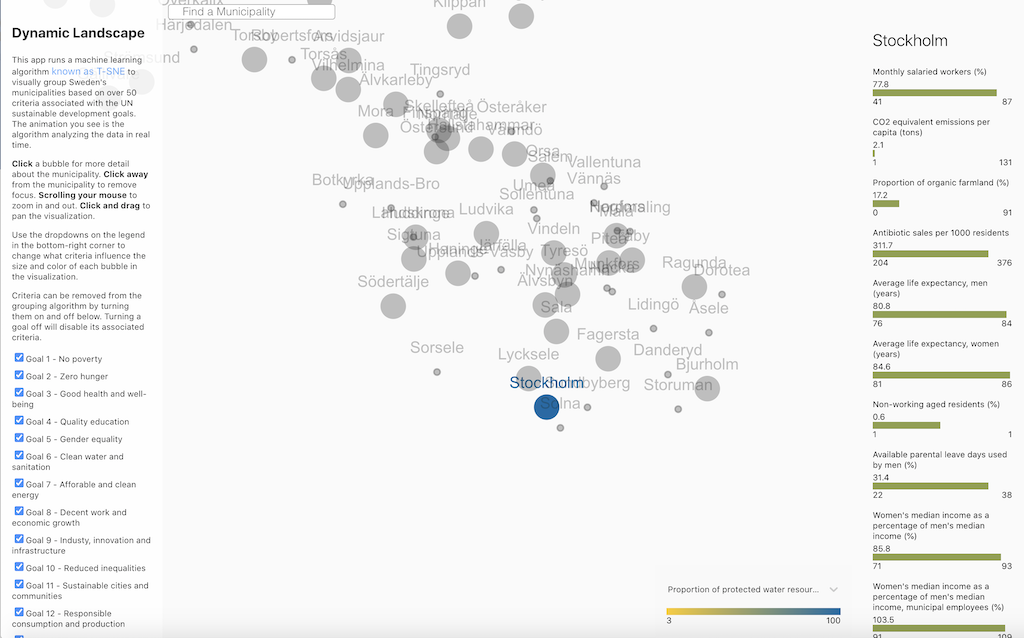 Dynamic Landscape
This app runs a machine learning
algorithm known as T-SNE to
visually group Sweden's
municipalities based on over 50
criteria associated with the UN
sustainable development goals.
The animation you see is the
algorithm analyzing the data in real
time.
Click a bubble for more detail
about the municipality. Click away
from the municipality to remove
focus. Scrolling your mouse to
zoom in and out. Click and drag to
pan the visualization.
Use the dropdowns on the legend
in the bottom-right corner to
change what criteria influence the
size and color of each bubble in
the visualization.
Criteria can be removed from the
grouping algorithm by turning
them on and off below. Turning a
goal off will disable its associated
criteria.
Goal 1 - No poverty
Goal 2 - Zero hunger
Goal 3 - Good health and well-
being
Goal 4 - Quality education
Goal 5 - Gender equality
Goal 6 - Clean water and
sanitation
Goal 7 - Afforable and clean
energy
Goal 8 - Decent work and
economic growth
Goal 9 - Industy, innovation and
infrastructure
Goal 10 - Reduced inequalities
Goal 11 - Sustainable cities and
communities
Goal 12 - Responsible
consumption and production
Find a Municipality
Överkalix
Klippan
Härjedalen
Torsby
Robertsfors
Arvidsjaur
Torsås
Vilhelmina
Tingsryd
Älvkarleby
Skellefteå
Österåker
Mora
Hallstahammar
Värmdö
Östersund
Orsa
Salem
Vallentuna
Vännäs
Botkyrka
Upplands-Bro
Umeå
Sollentuna
Landskrona
Ludvika
Hofors
Nordmaling
Malå
Vindeln
Sigtuna
Haninge
Järfälla
Upplands-Väsby
Tyresö
Piteå
Täby
Nynäshamn
Munkfors
Ragunda
Dorotea
Södertälje
Älvsbyn
Sala
Lidingö
Åsele
Fagersta
Sorsele
Lycksele
Danderyd
Bjurholm
Stockholm
Sundbyberg
Storuman
Solna
Proportion of protected water resour...
3
100
Stockholm
Monthly salaried workers (%)
77.8
41 87
CO2 equivalent emissions per
capita (tons)
2.1
1 131
Proportion of organic farmland (%)
17.2
0 91
Antibiotic sales per 1000 residents
311.7
204 376
Average life expectancy, men
(years)
80.8
76 84
Average life expectancy, women
(years)
84.6
81 86
Non-working aged residents (%)
0.6
1 1
Available parental leave days used
by men (%)
31.4
22 38
Women's median income as a
percentage of men's median
income (%)
85.8
71 93
Women's median income as a
percentage of men's median
income, municipal employees (%)
103.5
91 109